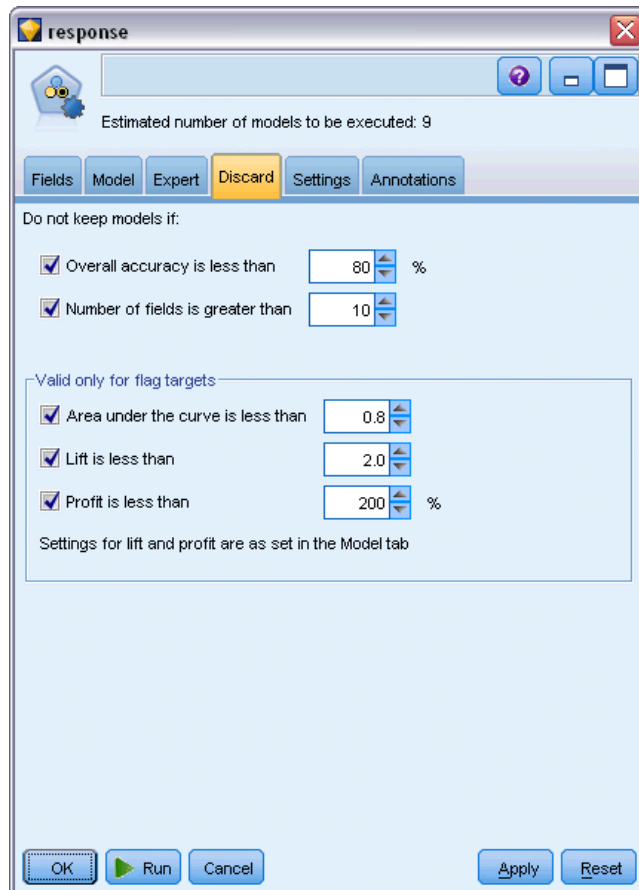 response
Estimated number of models to be executed: 9
Fields Model Expert Discard Settings Annotations
Do not keep models if:
Overall accuracy is less than 80 %
Number of fields is greater than 10
Valid only for flag targets
Area under the curve is less than 0.8
Lift is less than 2.0
Profit is less than 200 %
Settings for lift and profit are as set in the Model tab
OK Run Cancel Apply Reset